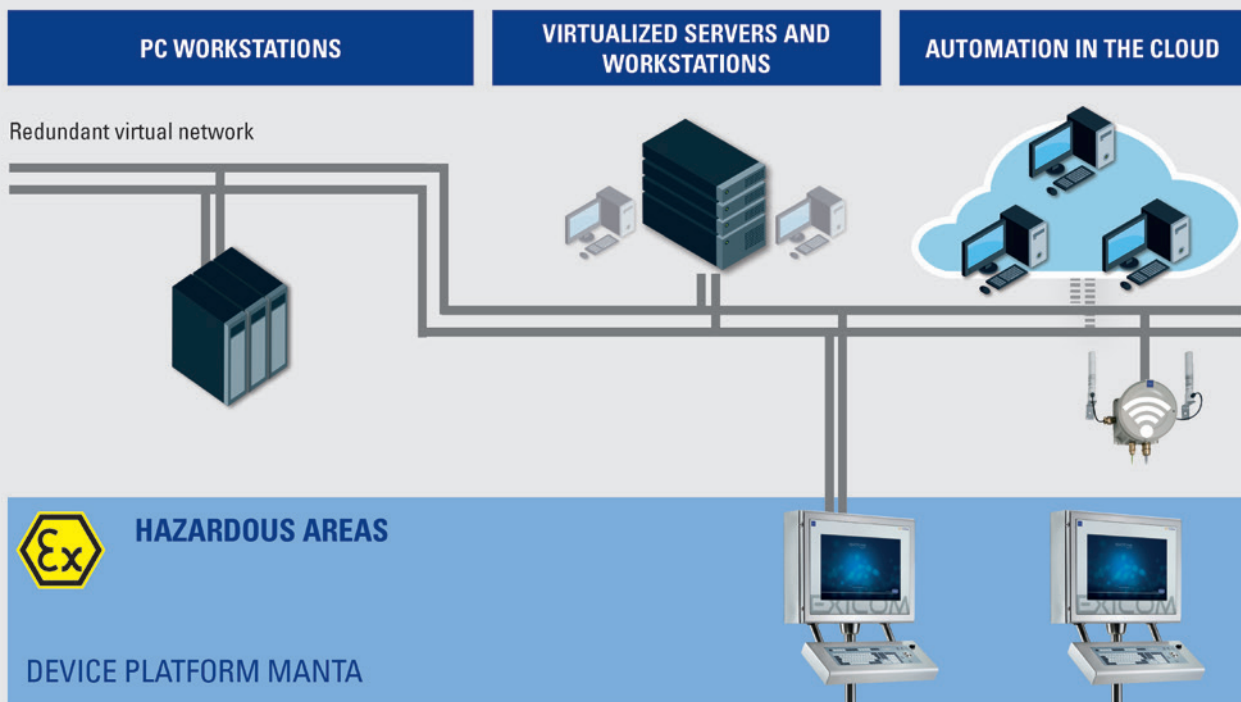 PC WORKSTATIONS
VIRTUALIZED SERVERS AND
WORKSTATIONS
AUTOMATION IN THE CLOUD
Redundant virtual network
Ex
HAZARDOUS AREAS
EXICOM
EXICOM
DEVICE PLATFORM MANTA